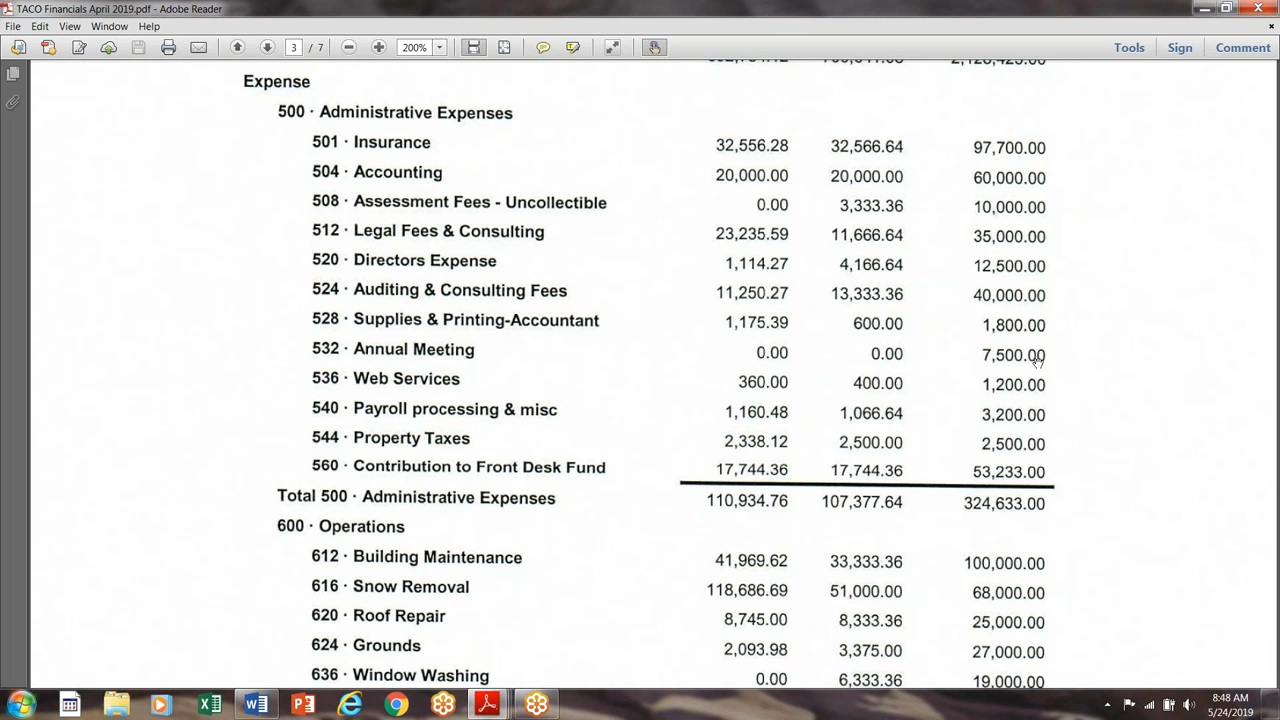 TACO Financials April 2019.pdf - Adobe Reader
File Edit View Window Help
3 / 7 200% Tools Sign Comment
Expense
500 · Administrative Expenses
501 · Insurance 32,556.28 32,566.64 97,700.00
504 · Accounting 20,000.00 20,000.00 60,000.00
508 · Assessment Fees - Uncollectible 0.00 3,333.36 10,000.00
512 · Legal Fees & Consulting 23,235.59 11,666.64 35,000.00
520 · Directors Expense 1,114.27 4,166.64 12,500.00
524 · Auditing & Consulting Fees 11,250.27 13,333.36 40,000.00
528 · Supplies & Printing-Accountant 1,175.39 600.00 1,800.00
532 · Annual Meeting 0.00 0.00 7,500.00
536 · Web Services 360.00 400.00 1,200.00
540 · Payroll processing & misc 1,160.48 1,066.64 3,200.00
544 · Property Taxes 2,338.12 2,500.00 2,500.00
560 · Contribution to Front Desk Fund 17,744.36 17,744.36 53,233.00
Total 500 · Administrative Expenses 110,934.76 107,377.64 324,633.00
600 · Operations
612 · Building Maintenance 41,969.62 33,333.36 100,000.00
616 · Snow Removal 118,686.69 51,000.00 68,000.00
620 · Roof Repair 8,745.00 8,333.36 25,000.00
624 · Grounds 2,093.98 3,375.00 27,000.00
636 · Window Washing 0.00 6,333.36 19,000.00
8:48 AM
5/24/2019